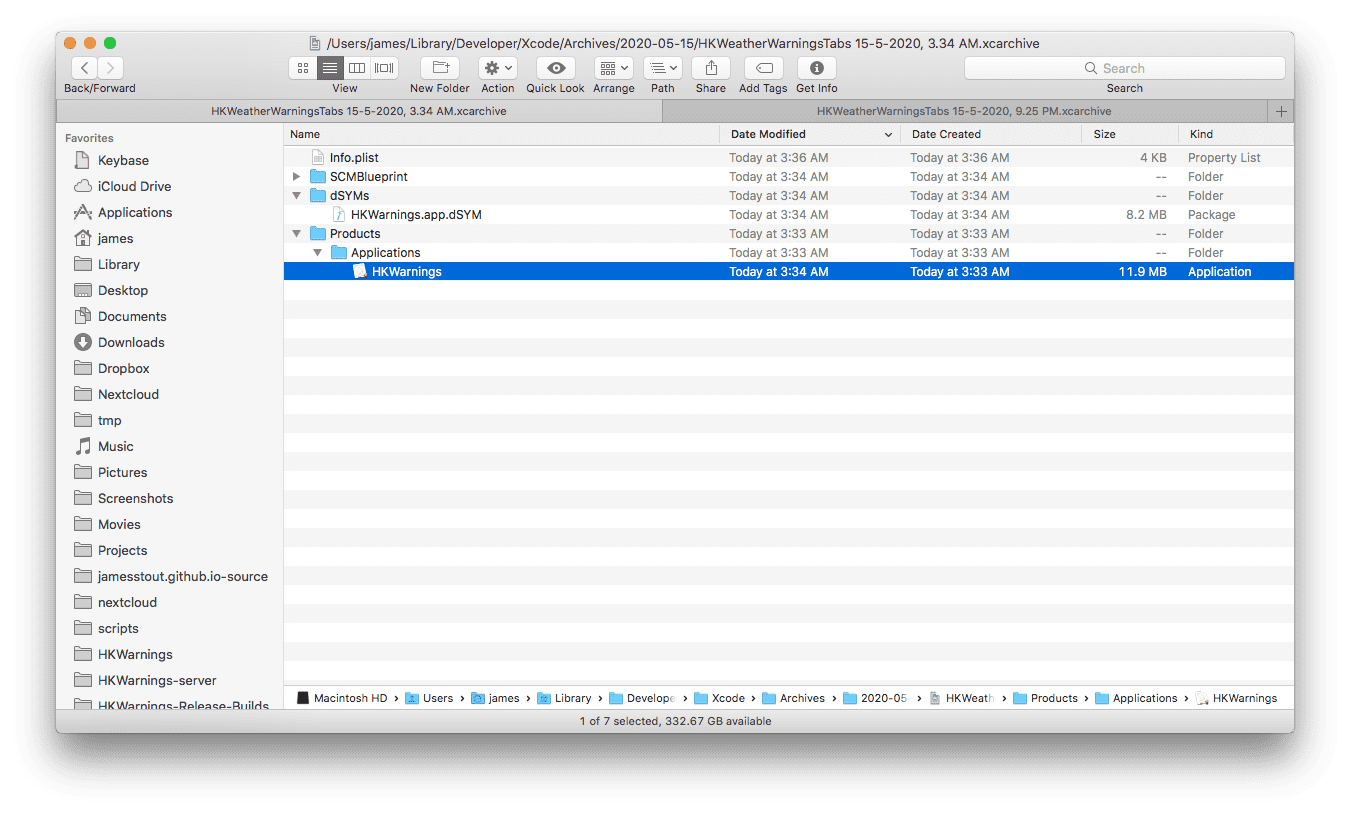 /Users/james/Library/Developer/Xcode/Archives/2020-05-15/HKWeatherWarningsTabs 15-5-2020, 3.34 AM.xcarchive
Search
Back/Forward View New Folder Action Quick Look Arrange Path Share Add Tags Get Info Search
HKWeatherWarningsTabs 15-5-2020, 3.34 AM.xcarchive HKWeatherWarningsTabs 15-5-2020, 9.25 PM.xcarchive
Favorites
Keybase
iCloud Drive
Applications
james
Library
Desktop
Documents
Downloads
Dropbox
Nextcloud
tmp
Music
Pictures
Screenshots
Movies
Projects
jamesstout.github.io-source
nextcloud
scripts
HKWarnings
HKWarnings-server
HKWarnings-Release-Builds
Name Date Modified Date Created Size Kind
Info.plist Today at 3:36 AM Today at 3:36 AM 4 KB Property List
SCMBlueprint Today at 3:34 AM Today at 3:34 AM -- Folder
dSYMs Today at 3:34 AM Today at 3:34 AM -- Folder
HKWarnings.app.dSYM Today at 3:34 AM Today at 3:34 AM 8.2 MB Package
Products Today at 3:33 AM Today at 3:33 AM -- Folder
Applications Today at 3:33 AM Today at 3:33 AM -- Folder
HKWarnings Today at 3:34 AM Today at 3:33 AM 11.9 MB Application
Macintosh HD › Users › james › Library › Develope › Xcode › Archives › 2020-05 › HKWeath › Products › Applications › HKWarnings
1 of 7 selected, 332.67 GB available